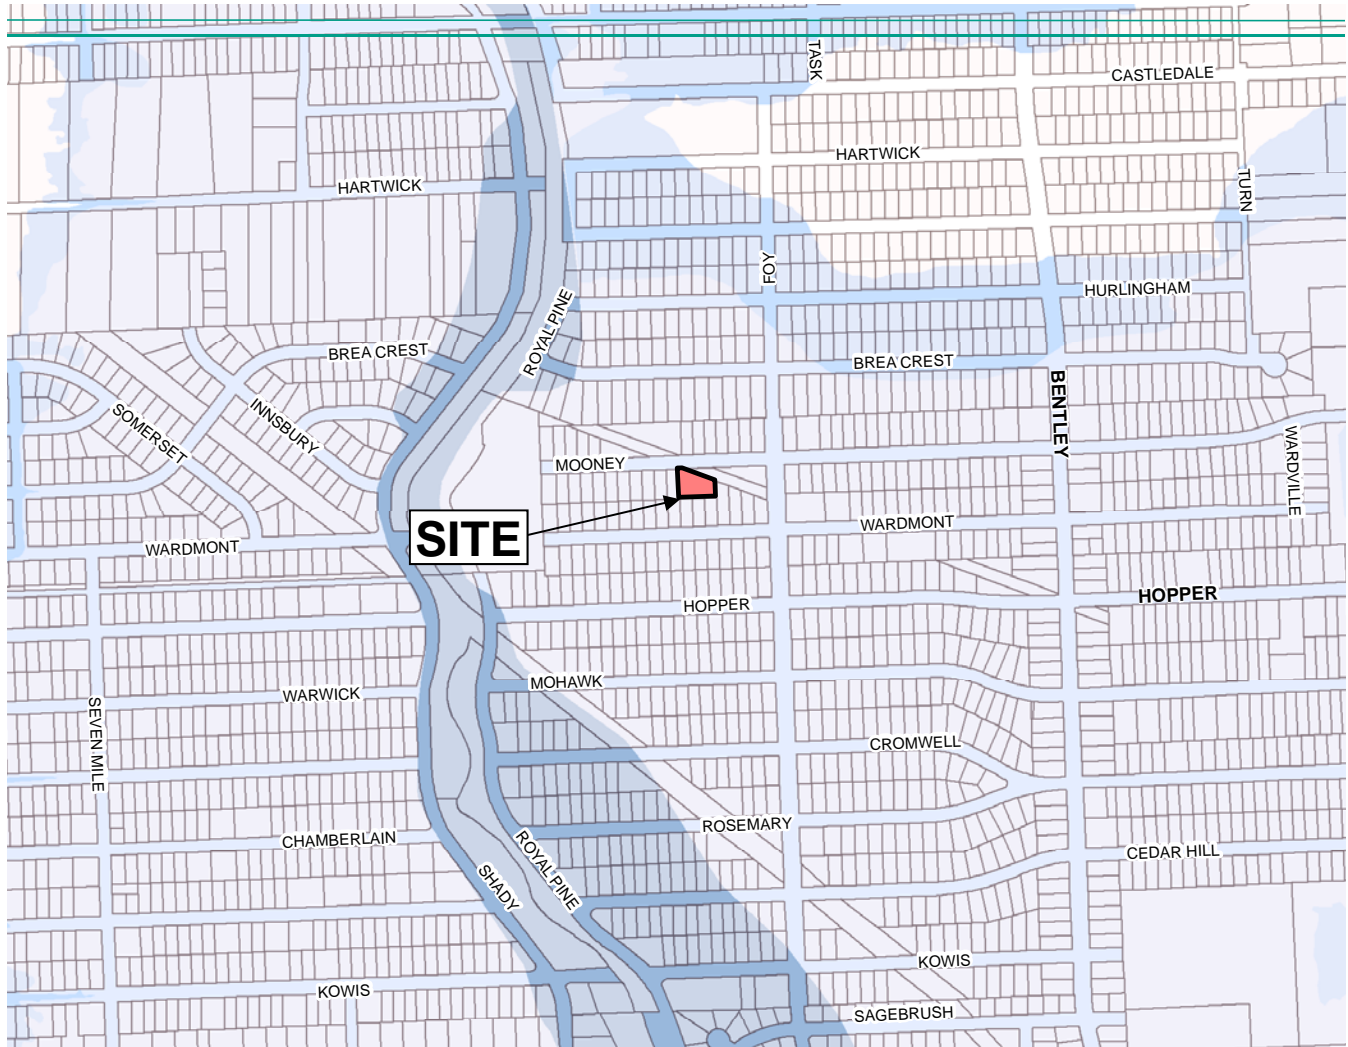 TASK
CASTLEDALE
HARTWICK
HARTWICK
TURN
FOY
HURLINGHAM
ROYAL PINE
BREA CREST
BREA CREST
BENTLEY
SOMERSET
INNSBURY
WARDVILLE
MOONEY
SITE
WARDMONT
WARDMONT
HOPPER
HOPPER
MOHAWK
WARWICK
SEVEN MILE
CROMWELL
ROSEMARY
CHAMBERLAIN
ROYAL PINE
CEDAR HILL
SHADY
KOWIS
KOWIS
SAGEBRUSH